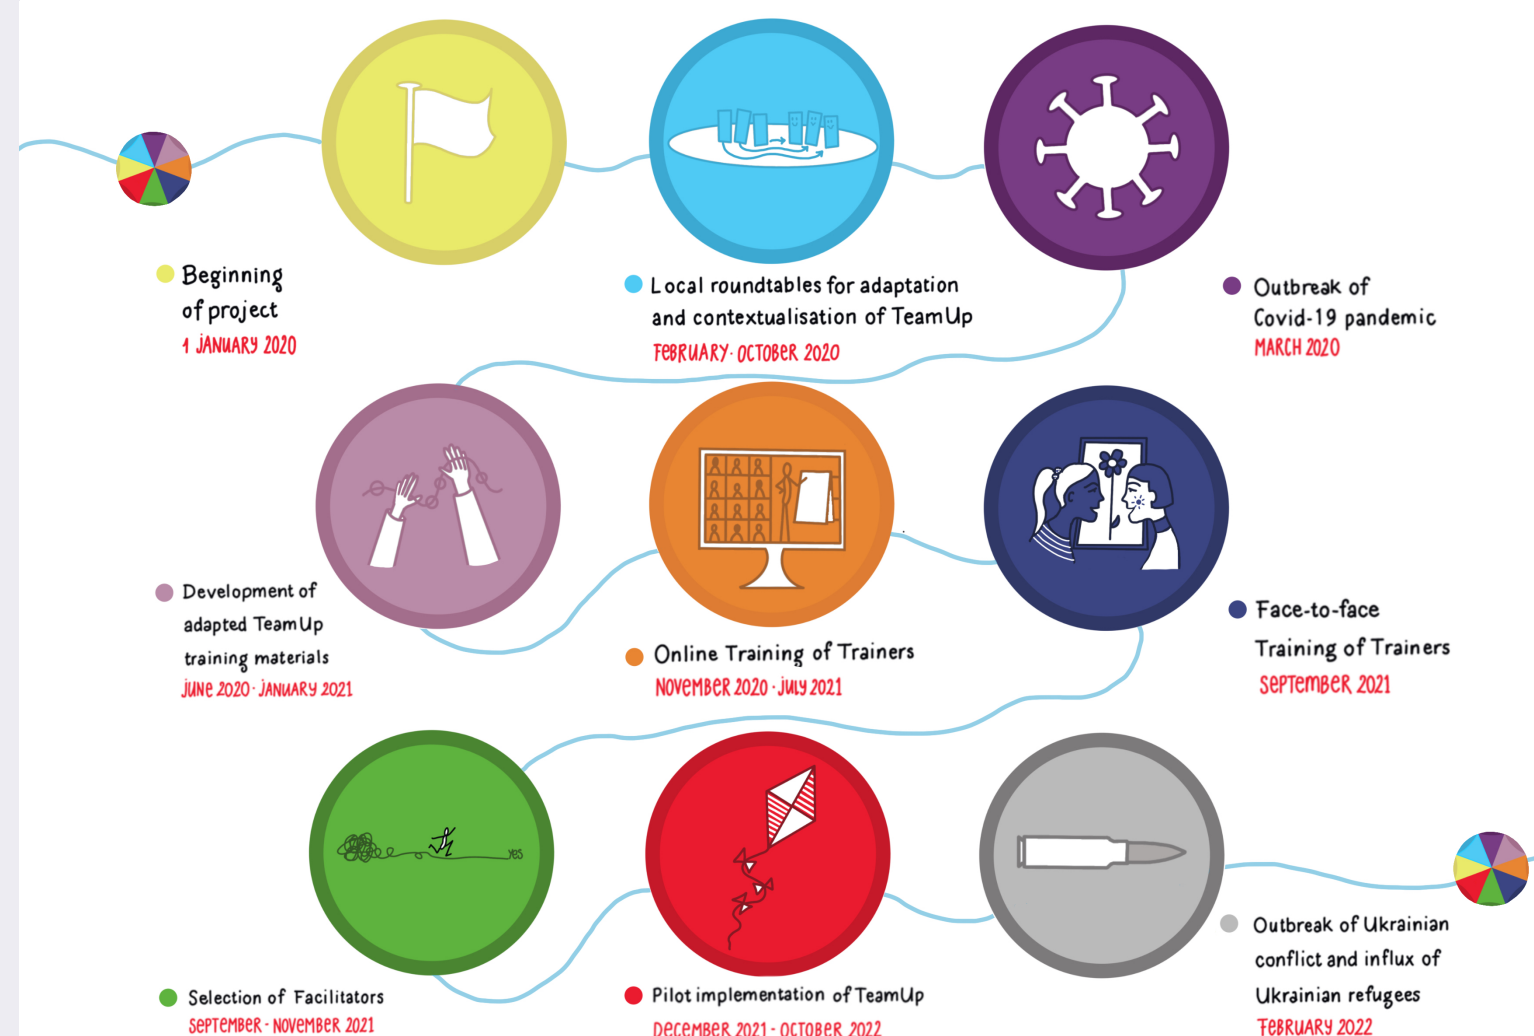 Beginning
of project
1 JANUARY 2020
Local roundtables for adaptation
and contextualisation of TeamUp
FEBRUARY · OCTOBER 2020
Outbreak of
Covid-19 pandemic
MARCH 2020
Development of
adapted TeamUp
training materials
JUNE 2020 · JANUARY 2021
Online Training of Trainers
NOVEMBER 2020 · JULY 2021
Face-to-face
Training of Trainers
SEPTEMBER 2021
yes
Selection of Facilitators
SEPTEMBER - NOVEMBER 2021
Pilot implementation of TeamUp
DECEMBER 2021 - OCTOBER 2022
Outbreak of Ukrainian
conflict and influx of
Ukrainian refugees
FEBRUARY 2022